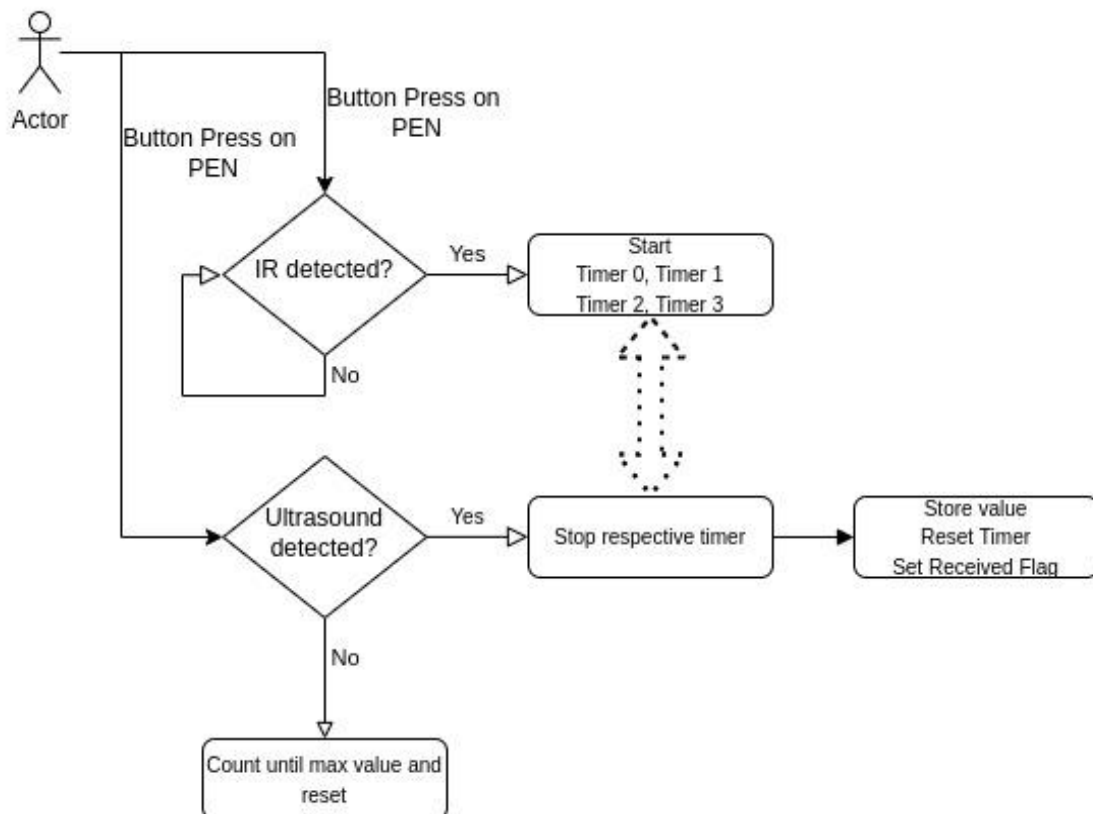 Actor
Button Press on
PEN
Button Press on
PEN
IR detected?
Yes
No
Start
Timer 0, Timer 1
Timer 2, Timer 3
Ultrasound
detected?
Yes
No
Stop respective timer
Store value
Reset Timer
Set Received Flag
Count until max value and
reset